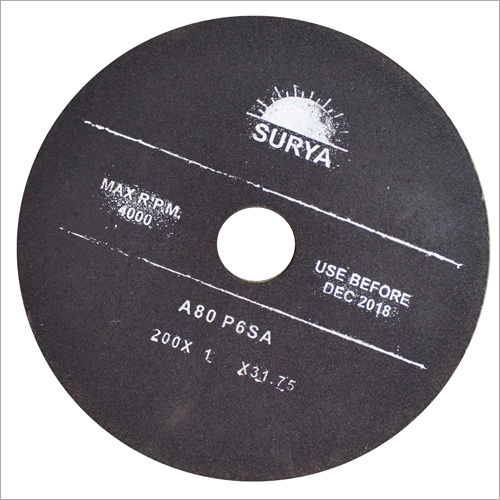 SURYA
MAX R.P.M.
4000
USE BEFORE
DEC 2018
A80 P6SA
200X 1 X31.75